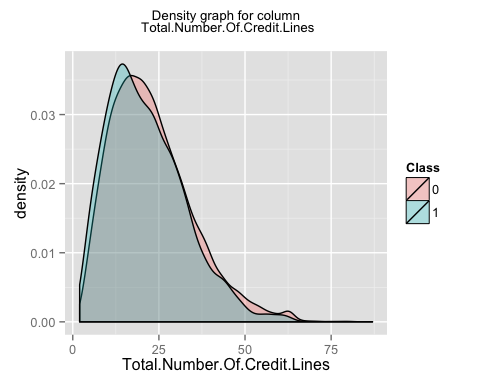 Density graph for column
Total.Number.Of.Credit.Lines
0.03
0.02
0.01
0.00
density
0 25 50 75
Total.Number.Of.Credit.Lines
Class
0
1